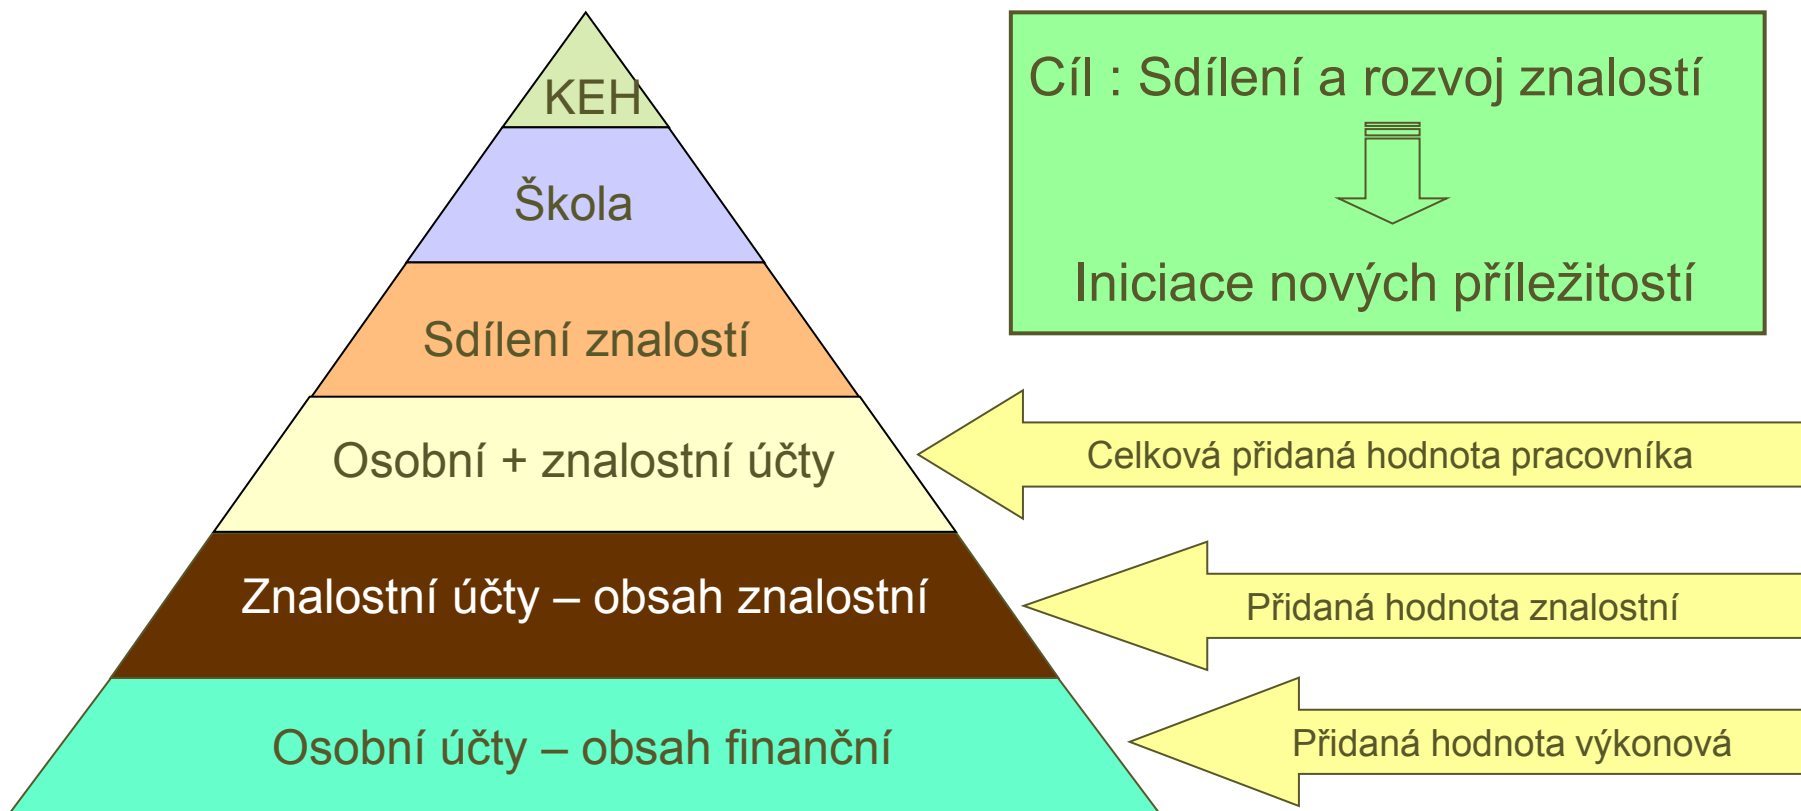 KEH
Škola
Sdílení znalostí
Osobní + znalostní účty
Znalostní účty – obsah znalostní
Osobní účty – obsah finanční
Cíl : Sdílení a rozvoj znalostí
Iniciace nových příležitostí
Celková přidaná hodnota pracovníka
Přidaná hodnota znalostní
Přidaná hodnota výkonová